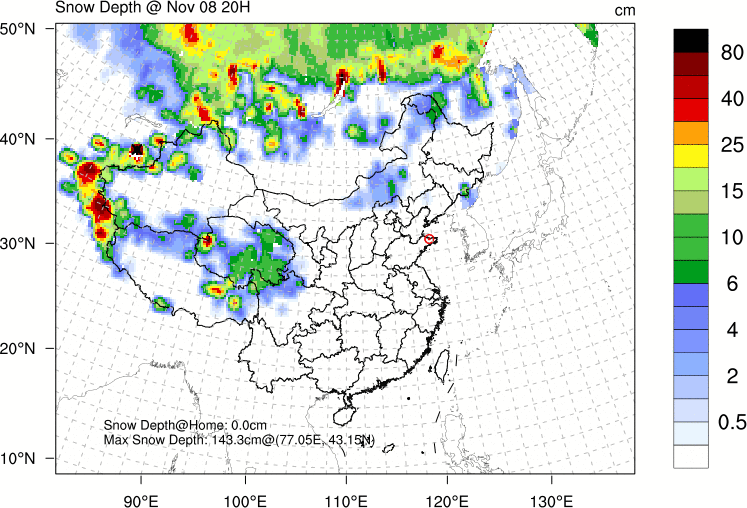 Snow Depth @ Nov 08 20H
cm
50°N
40°N
30°N
20°N
10°N
90°E
100°E
110°E
120°E
130°E
80
40
25
15
10
6
4
2
0.5
Snow Depth@Home: 0.0cm
Max Snow Depth: 143.3cm@(77.05E, 43.15N)